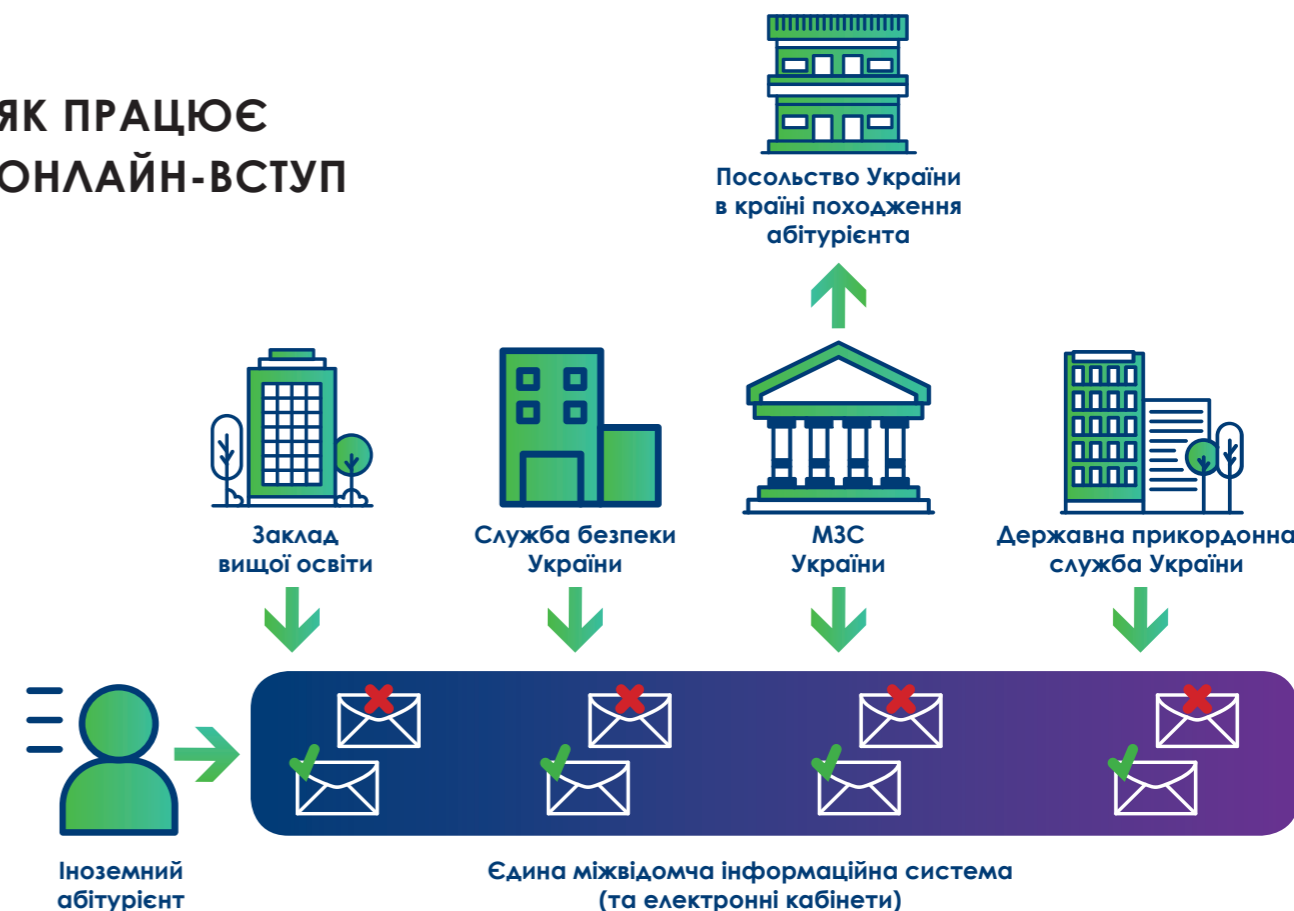 ЯК ПРАЦЮЄ
ОНЛАЙН-ВСТУП
Посольство України
в країні походження
абітурієнта
Заклад
вищої освіти
Служба безпеки
України
МЗС
України
Державна прикордонна
служба України
Іноземний
абітурієнт
Єдина міжвідомча інформаційна система
(та електронні кабінети)